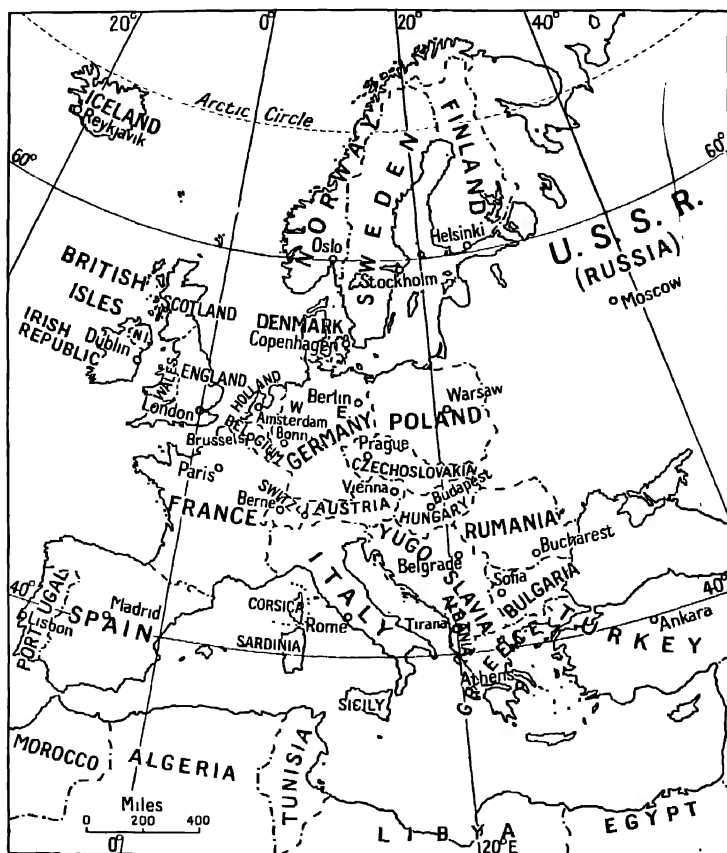 20°
0°
20°
40°
ICELAND
Reykjavik
Arctic Circle
60°
60°
NORWAY
SWEDEN
FINLAND
Oslo
Helsinki
Stockholm
U. S. S. R.
(RUSSIA)
Moscow
BRITISH
ISLES
SCOTLAND
N.I.
IRISH
REPUBLIC
Dublin
WALES
ENGLAND
London
DENMARK
Copenhagen
HOLLAND
Amsterdam
BELGIUM
Brussels
Bonn
W
E
Berlin
GERMANY
POLAND
Warsaw
Prague
CZECHOSLOVAKIA
Paris
FRANCE
Berne
SWITZ.
Vienna
AUSTRIA
Budapest
HUNGARY
RUMANIA
Bucharest
YUGO SLAVIA
Belgrade
Sofia
BULGARIA
40°
40°
PORTUGAL
Lisbon
SPAIN
Madrid
CORSICA
SARDINIA
ITALY
Rome
SICILY
Tirana
ALBANIA
GREECE
Athens
TURKEY
Ankara
MOROCCO
ALGERIA
TUNISIA
LIBYA
EGYPT
Miles
0 200 400
0°
20°E